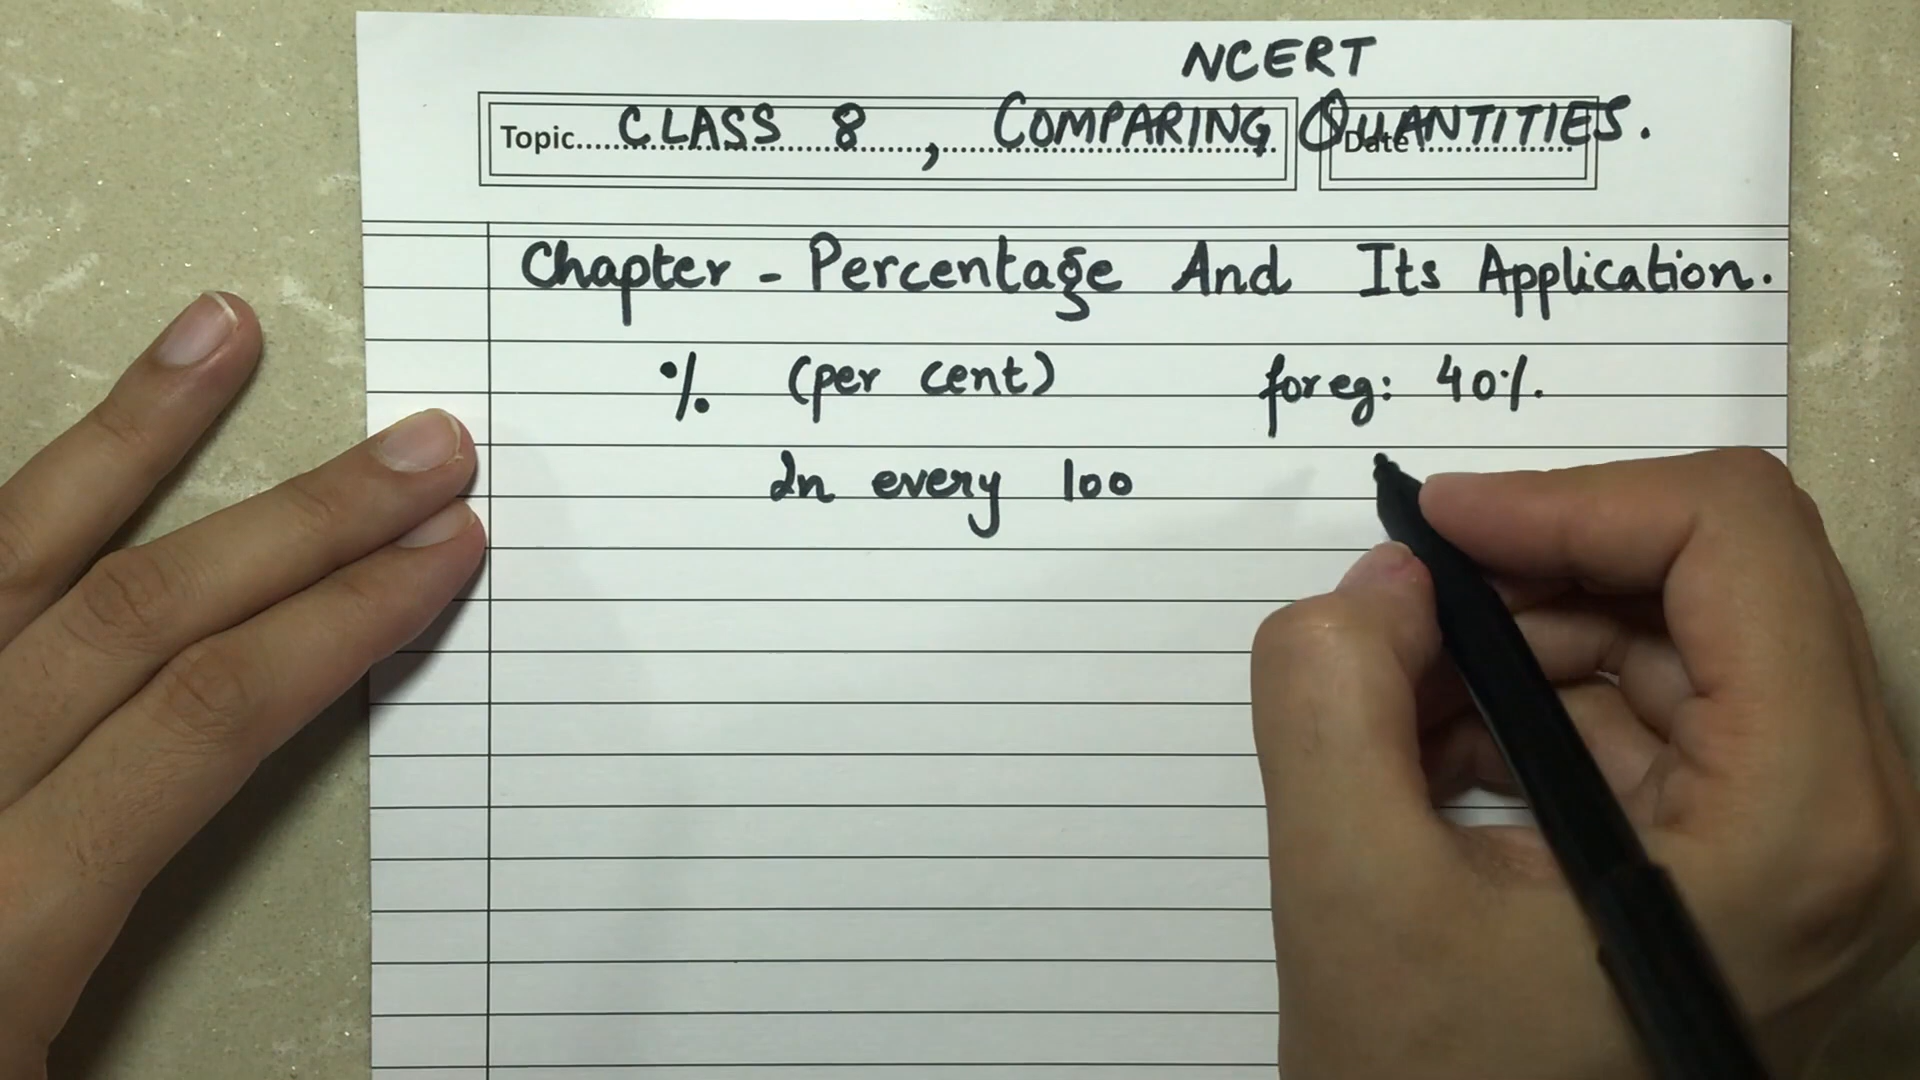 NCERT
Topic.....CLASS 8, COMPARING QUANTITIES.
Date
Chapter - Percentage And Its Application.
% (per cent) for eg: 40%.
In every 100